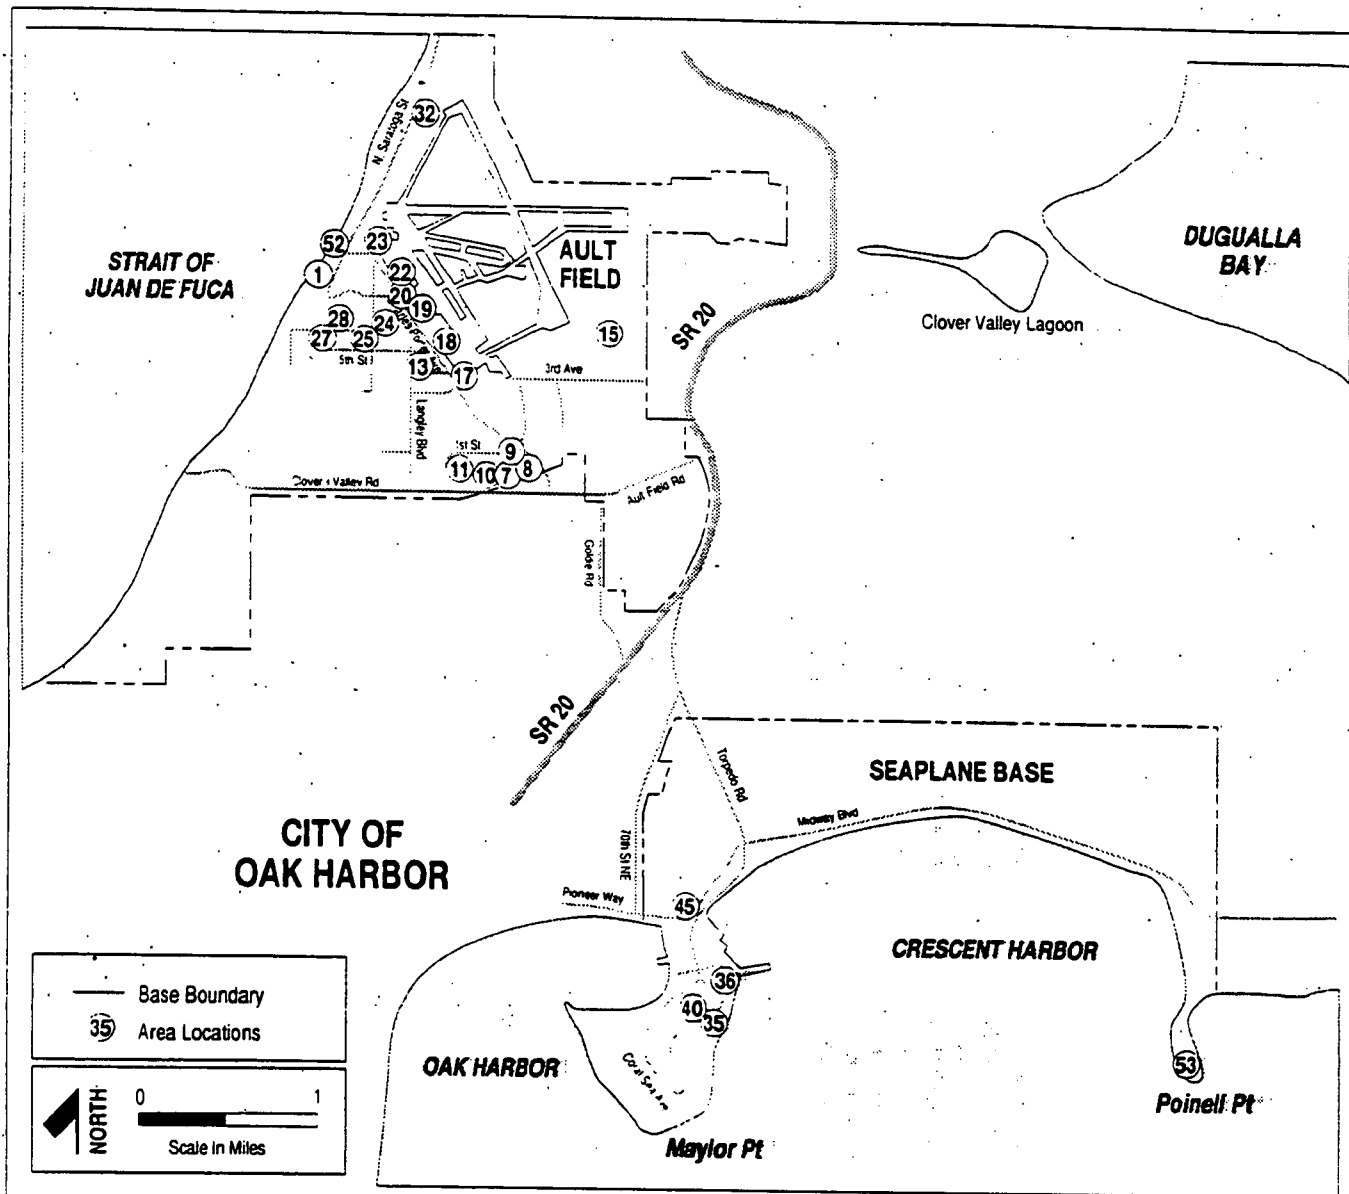 32
N. Saratoga St
52
23
1
22
20
19
28
24
27
25
18
15
5th St
13
17
3rd Ave
STRAIT OF
JUAN DE FUCA
AULT
FIELD
SR 20
DUGUALLA
BAY
Clover Valley Lagoon
Langley Blvd
1st St
9
11
10
7
8
Valley Rd
Ault Field Rd
Goldie Rd
SR 20
Torpedo Rd
SEAPLANE BASE
Midway Blvd
CITY OF
OAK HARBOR
70th St NE
Pioneer Way
45
CRESCENT HARBOR
36
40
35
OAK HARBOR
Coral Sea Ave
53
Poinell Pt
Maylor Pt
Base Boundary
35
Area Locations
NORTH
0
1
Scale In Miles